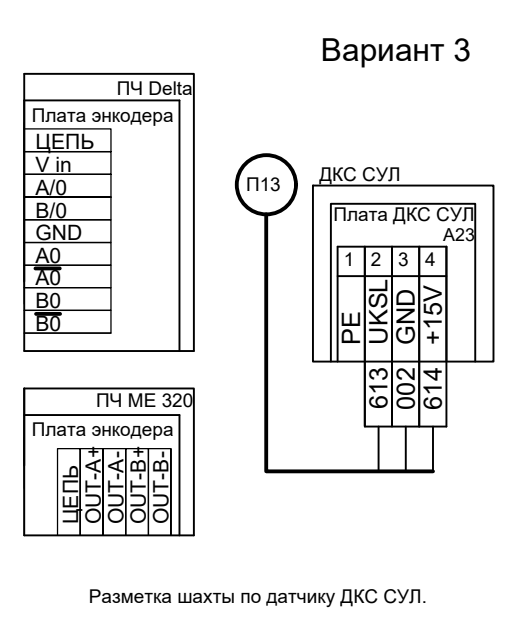 Вариант 3
ПЧ Delta
Плата энкодера
ЦЕПЬ
V in
A/0
B/0
GND
A0
A0
B0
B0
П13
ДКС СУЛ
Плата ДКС СУЛ
A23
1 2 3 4
PE
UKSL
GND
+15V
613
002
614
ПЧ ME 320
Плата энкодера
ЦЕПЬ
OUT-A+
OUT-A-
OUT-B+
OUT-B-
Разметка шахты по датчику ДКС СУЛ.